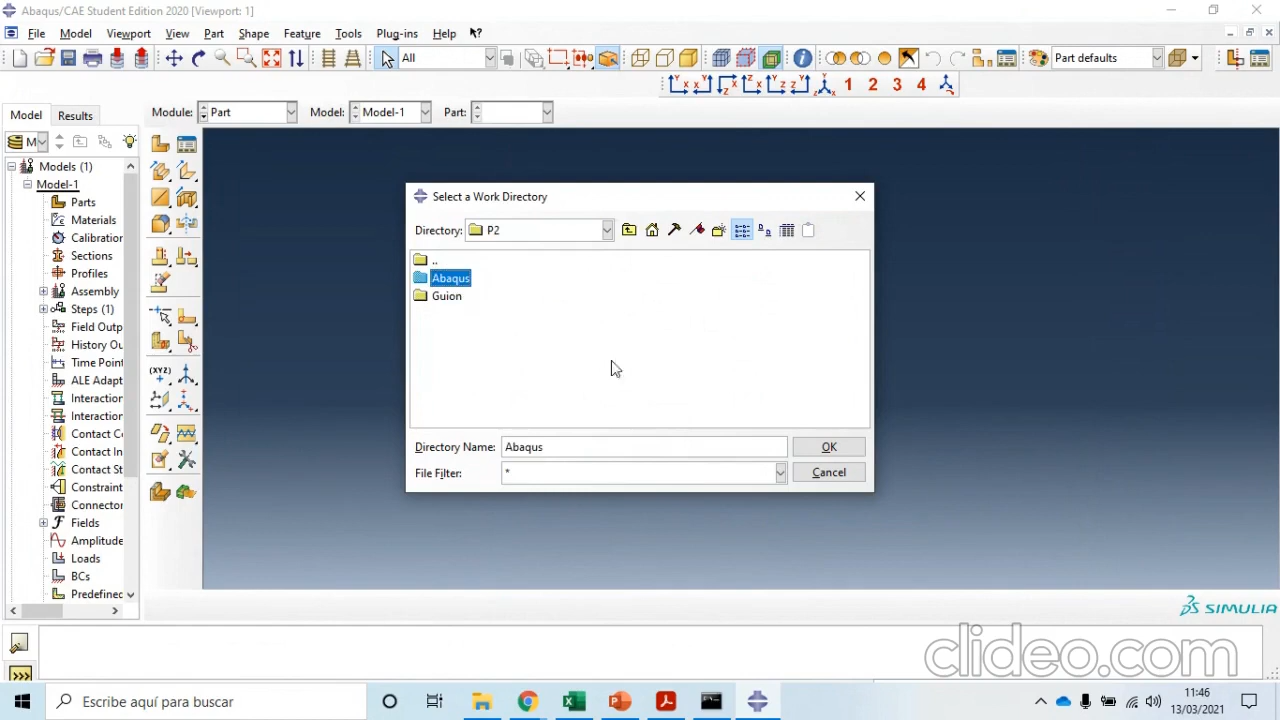 Abaqus/CAE Student Edition 2020 [Viewport: 1]
File Model Viewport View Part Shape Feature Tools Plug-ins Help
All
Part defaults
1 2 3 4
Model Results
Module: Part Model: Model-1 Part:
M
Models (1)
Model-1
Parts
Materials
Calibration
Sections
Profiles
Assembly
Steps (1)
Field Outp
History Ou
Time Point
ALE Adapt
Interaction
Interaction
Contact Co
Contact In
Contact St
Constraint
Connector
Fields
Amplitude
Loads
BCs
Predefined
Select a Work Directory
Directory: P2
..
Abaqus
Guion
Directory Name: Abaqus
OK
File Filter: *
Cancel
SIMULIA
>>>
clideo.com
Escribe aquí para buscar
11:46
13/03/2021